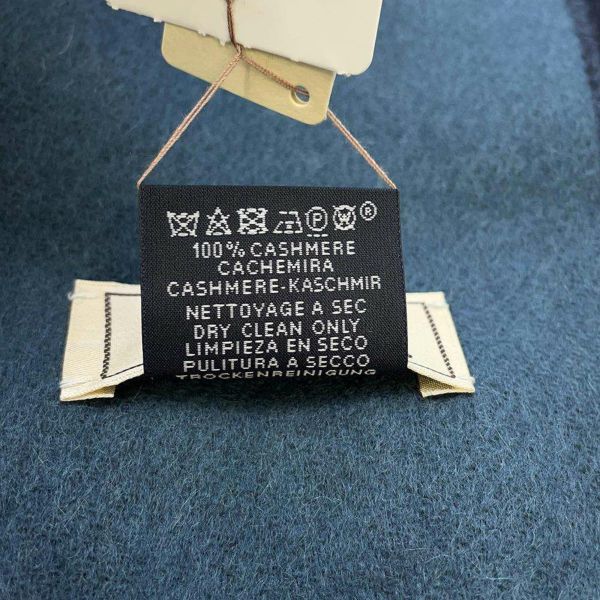 P W ®
100% CASHMERE
CACHEMIRA
CASHMERE-KASCHMIR
NETTOYAGE A SEC
DRY CLEAN ONLY
LIMPIEZA EN SECO
PULITURA A SECCO
TROCKENREINIGUNG